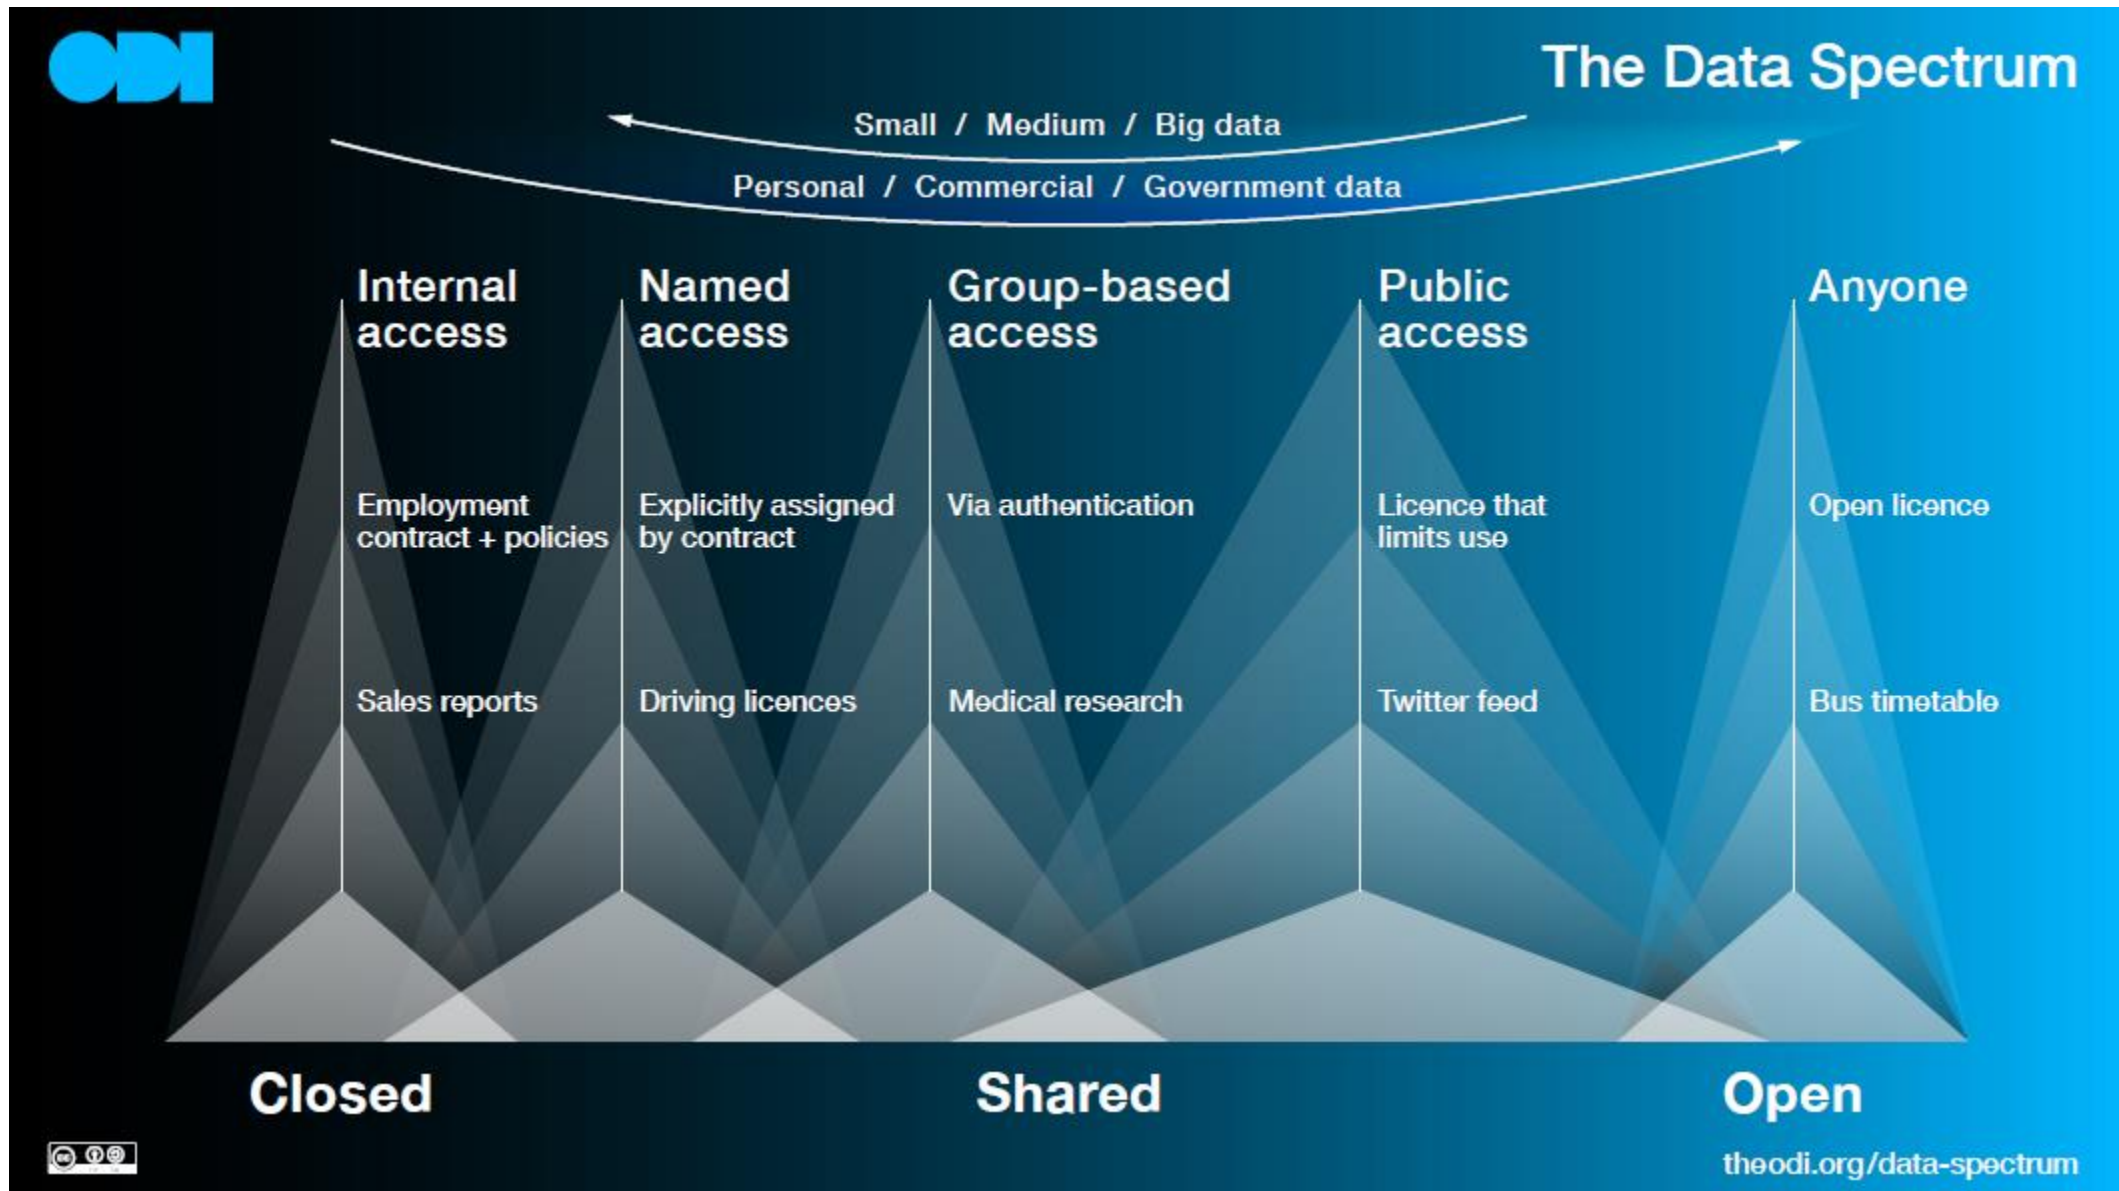 ODI
The Data Spectrum
Small / Medium / Big data
Personal / Commercial / Government data
Internal
access
Named
access
Group-based
access
Public
access
Anyone
Employment
contract + policies
Explicitly assigned
by contract
Via authentication
Licence that
limits use
Open licence
Sales reports
Driving licences
Medical research
Twitter feed
Bus timetable
Closed
Shared
Open
cc
theodi.org/data-spectrum